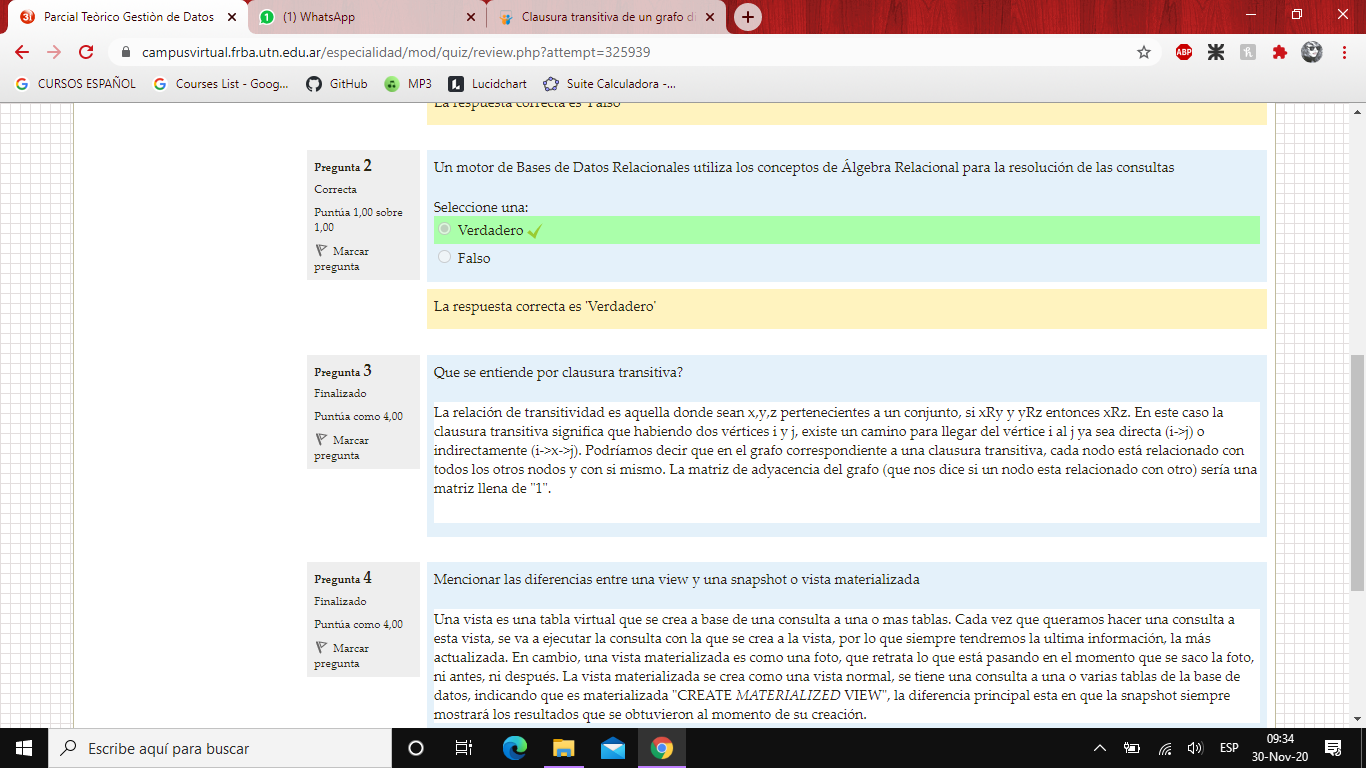 Parcial Teòrico Gestiòn de Datos
(1) WhatsApp
Clausura transitiva de un grafo di
campusvirtual.frba.utn.edu.ar/especialidad/mod/quiz/review.php?attempt=325939
ABP
CURSOS ESPAÑOL
Courses List - Goog...
GitHub
MP3
Lucidchart
Suite Calculadora -...
La respuesta correcta es 'Falso'
Pregunta 2
Correcta
Puntúa 1,00 sobre
1,00
Marcar
pregunta
Un motor de Bases de Datos Relacionales utiliza los conceptos de Álgebra Relacional para la resolución de las consultas
Seleccione una:
Verdadero
Falso
La respuesta correcta es 'Verdadero'
Pregunta 3
Finalizado
Puntúa como 4,00
Marcar
pregunta
Que se entiende por clausura transitiva?
La relación de transitividad es aquella donde sean x,y,z pertenecientes a un conjunto, si xRy y yRz entonces xRz. En este caso la
clausura transitiva significa que habiendo dos vértices i y j, existe un camino para llegar del vértice i al j ya sea directa (i->j) o
indirectamente (i->x->j). Podríamos decir que en el grafo correspondiente a una clausura transitiva, cada nodo está relacionado con
todos los otros nodos y con si mismo. La matriz de adyacencia del grafo (que nos dice si un nodo esta relacionado con otro) sería una
matriz llena de "1".
Pregunta 4
Finalizado
Puntúa como 4,00
Marcar
pregunta
Mencionar las diferencias entre una view y una snapshot o vista materializada
Una vista es una tabla virtual que se crea a base de una consulta a una o mas tablas. Cada vez que queramos hacer una consulta a
esta vista, se va a ejecutar la consulta con la que se crea a la vista, por lo que siempre tendremos la ultima información, la más
actualizada. En cambio, una vista materializada es como una foto, que retrata lo que está pasando en el momento que se saco la foto,
ni antes, ni después. La vista materializada se crea como una vista normal, se tiene una consulta a una o varias tablas de la base de
datos, indicando que es materializada "CREATE MATERIALIZED VIEW", la diferencia principal esta en que la snapshot siempre
mostrará los resultados que se obtuvieron al momento de su creación.
Escribe aquí para buscar
ESP
09:34
30-Nov-20